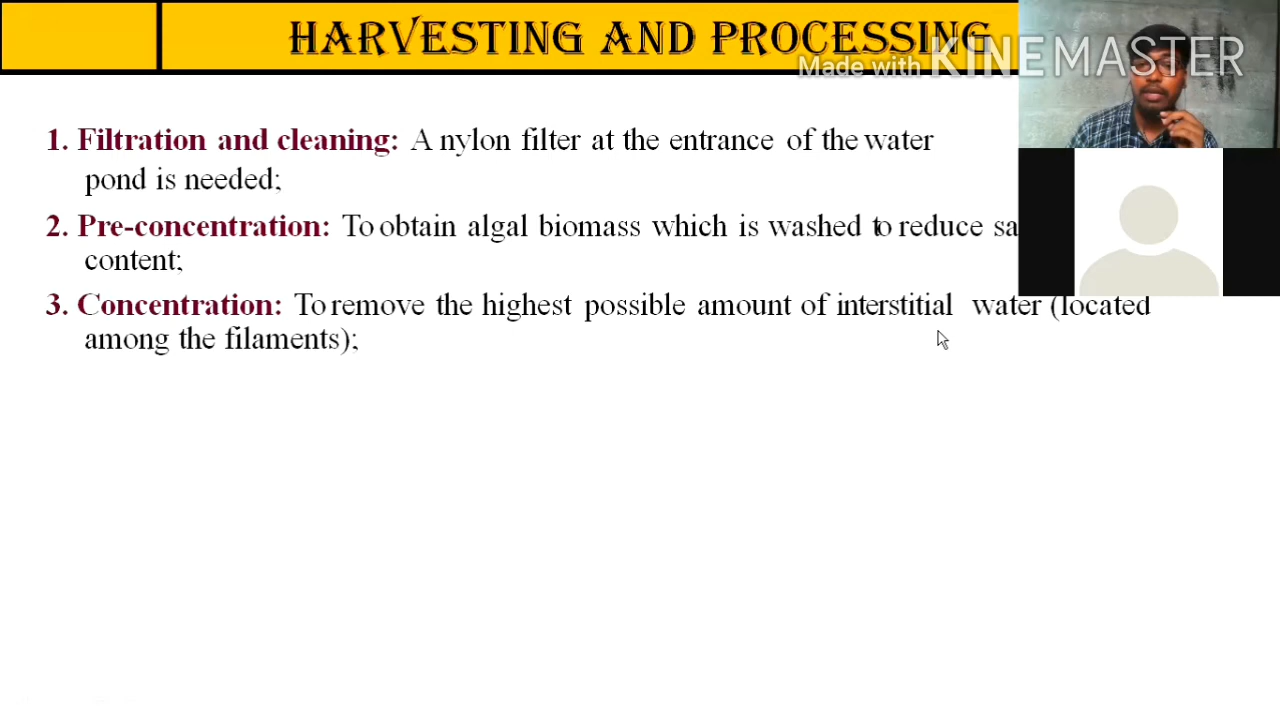 HARVESTING AND PROCESSING
Made with KINEMASTER
1. Filtration and cleaning: A nylon filter at the entrance of the water
pond is needed;
2. Pre-concentration: To obtain algal biomass which is washed to reduce
content;
3. Concentration: To remove the highest possible amount of interstitial water (located
among the filaments);